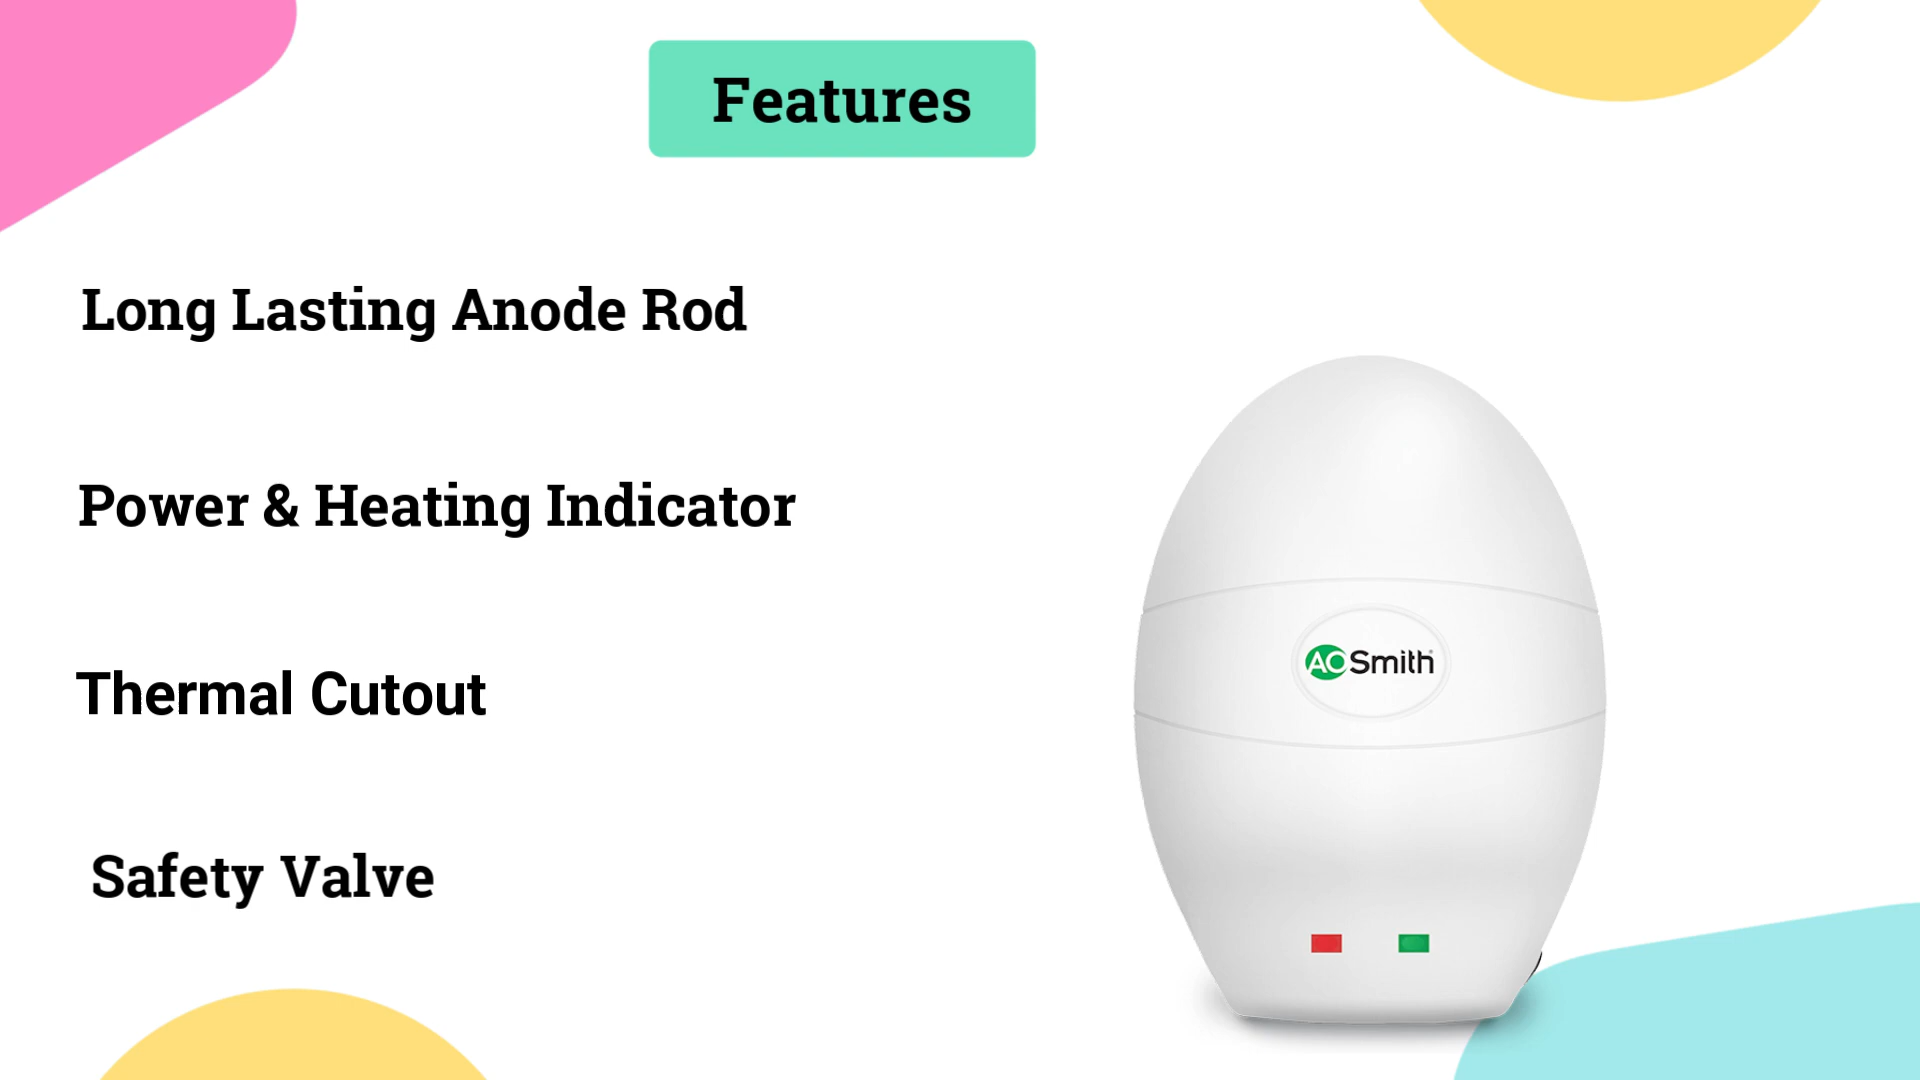 Features
Long Lasting Anode Rod
Power & Heating Indicator
Thermal Cutout
Safety Valve
AO Smith